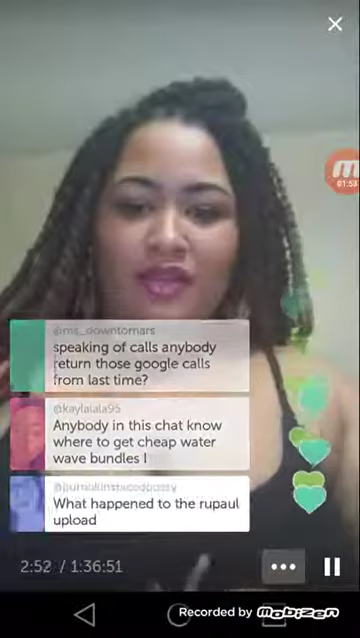 01:53
@ms_downtomars
speaking of calls anybody
return those google calls
from last time?
@kaylalala95
Anybody in this chat know
where to get cheap water
wave bundles !
What happened to the rupaul
upload
2:52 / 1:36:51
Recorded by mobizen